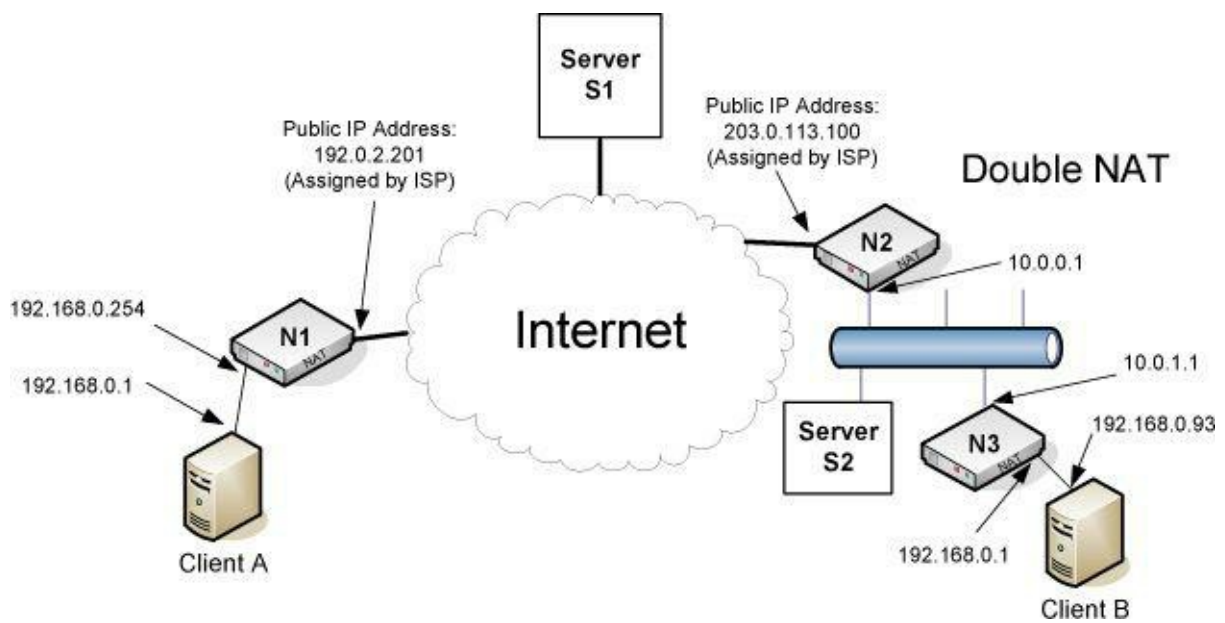 Server
S1
Public IP Address:
203.0.113.100
(Assigned by ISP)
Public IP Address:
192.0.2.201
(Assigned by ISP)
Double NAT
N2
NAT
10.0.0.1
192.168.0.254
N1
NAT
Internet
192.168.0.1
10.0.1.1
Server
S2
N3
NAT
192.168.0.93
192.168.0.1
Client A
Client B